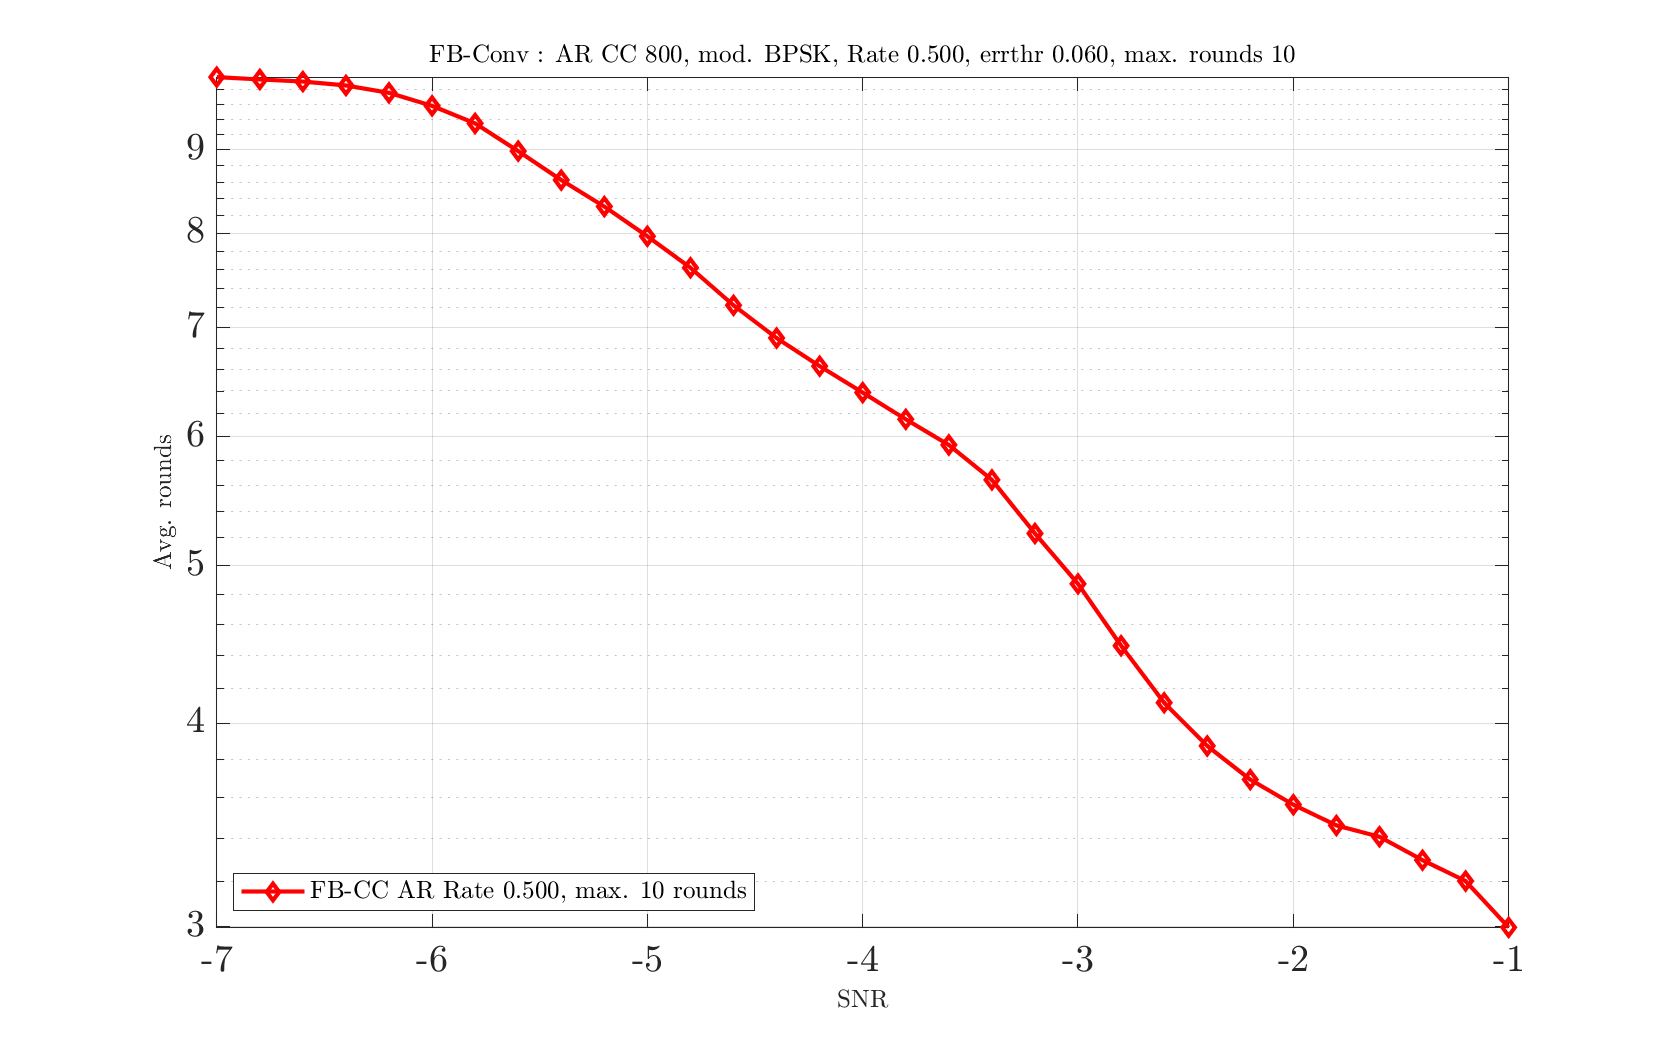 FB-Conv : AR CC 800, mod. BPSK, Rate 0.500, errthr 0.060, max. rounds 10
9
8
7
6
5
4
3
Avg. rounds
FB-CC AR Rate 0.500, max. 10 rounds
-7 -6 -5 -4 -3 -2 -1
SNR